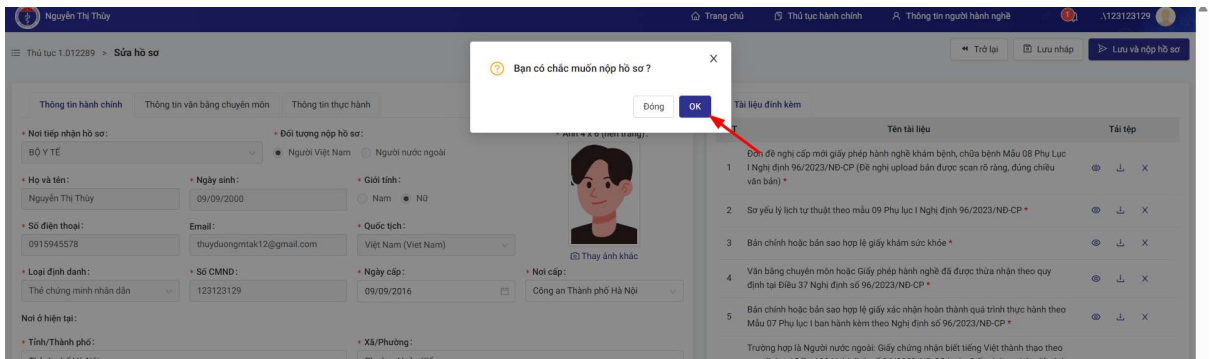 Nguyễn Thị Thùy
Trang chủ
Thủ tục hành chính
Thông tin người hành nghề
1
.\123123129
Thủ tục 1.012289 > Sửa hồ sơ
Trở lại
Lưu nháp
Lưu và nộp hồ sơ
Bạn có chắc muốn nộp hồ sơ ?
X
Đóng
OK
Thông tin hành chính
Thông tin văn bằng chuyên môn
Thông tin thực hành
Tài liệu đính kèm
* Nơi tiếp nhận hồ sơ:
BỘ Y TẾ
* Đối tượng nộp hồ sơ:
Người Việt Nam
Người nước ngoài
* Ảnh 4 x 6 (nền trắng):
* Họ và tên:
Nguyễn Thị Thùy
* Ngày sinh:
09/09/2000
* Giới tính:
Nam
Nữ
* Số điện thoại:
0915945578
Email:
thuyduongmtak12@gmail.com
* Quốc tịch:
Việt Nam (Viet Nam)
Thay ảnh khác
* Loại định danh:
Thẻ chứng minh nhân dân
* Số CMND:
123123129
* Ngày cấp:
09/09/2016
* Nơi cấp:
Công an Thành phố Hà Nội
Nơi ở hiện tại:
* Tỉnh/Thành phố:
* Xã/Phường:
T
Tên tài liệu
Tải tệp
1
Đơn đề nghị cấp mới giấy phép hành nghề khám bệnh, chữa bệnh Mẫu 08 Phụ Lục
I Nghị định 96/2023/NĐ-CP (Đề nghị upload bản được scan rõ ràng, đúng chiều
văn bản) *
2
Sơ yếu lý lịch tự thuật theo mẫu 09 Phụ lục I Nghị định 96/2023/NĐ-CP *
3
Bản chính hoặc bản sao hợp lệ giấy khám sức khỏe *
4
Văn bằng chuyên môn hoặc Giấy phép hành nghề đã được thừa nhận theo quy
định tại Điều 37 Nghị định số 96/2023/NĐ-CP *
5
Bản chính hoặc bản sao hợp lệ giấy xác nhận hoàn thành quá trình thực hành theo
Mẫu 07 Phụ lục I ban hành kèm theo Nghị định số 96/2023/NĐ-CP *
Trường hợp là Người nước ngoài: Giấy chứng nhận biết tiếng Việt thành thạo theo